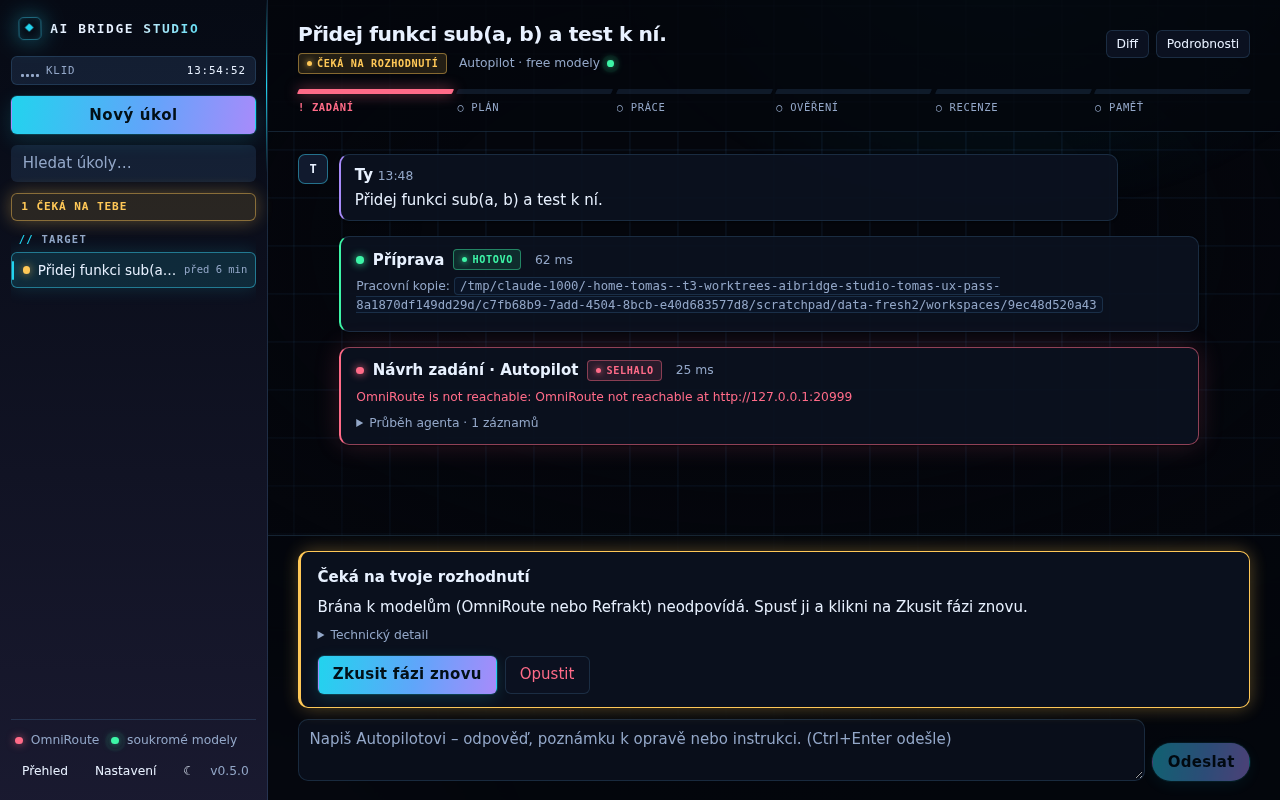 AI BRIDGE STUDIO
KLID 13:54:52
Nový úkol
Hledat úkoly…
1 ČEKÁ NA TEBE
// TARGET
Přidej funkci sub(a… před 6 min
OmniRoute soukromé modely
Přehled Nastavení ☾ v0.5.0
Přidej funkci sub(a, b) a test k ní.
ČEKÁ NA ROZHODNUTÍ Autopilot · free modely
Diff Podrobnosti
! ZADÁNÍ ○ PLÁN ○ PRÁCE ○ OVĚŘENÍ ○ RECENZE ○ PAMĚŤ
T
Ty 13:48
Přidej funkci sub(a, b) a test k ní.
Příprava HOTOVO 62 ms
Pracovní kopie: /tmp/claude-1000/-home-tomas--t3-worktrees-aibridge-studio-tomas-ux-pass-
8a1870df149dd29d/c7fb68b9-7add-4504-8bcb-e40d683577d8/scratchpad/data-fresh2/workspaces/9ec48d520a43
Návrh zadání · Autopilot SELHALO 25 ms
OmniRoute is not reachable: OmniRoute not reachable at http://127.0.0.1:20999
▶ Průběh agenta · 1 záznamů
Čeká na tvoje rozhodnutí
Brána k modelům (OmniRoute nebo Refrakt) neodpovídá. Spusť ji a klikni na Zkusit fázi znovu.
▶ Technický detail
Zkusit fázi znovu Opustit
Napiš Autopilotovi – odpověď, poznámku k opravě nebo instrukci. (Ctrl+Enter odešle)
Odeslat